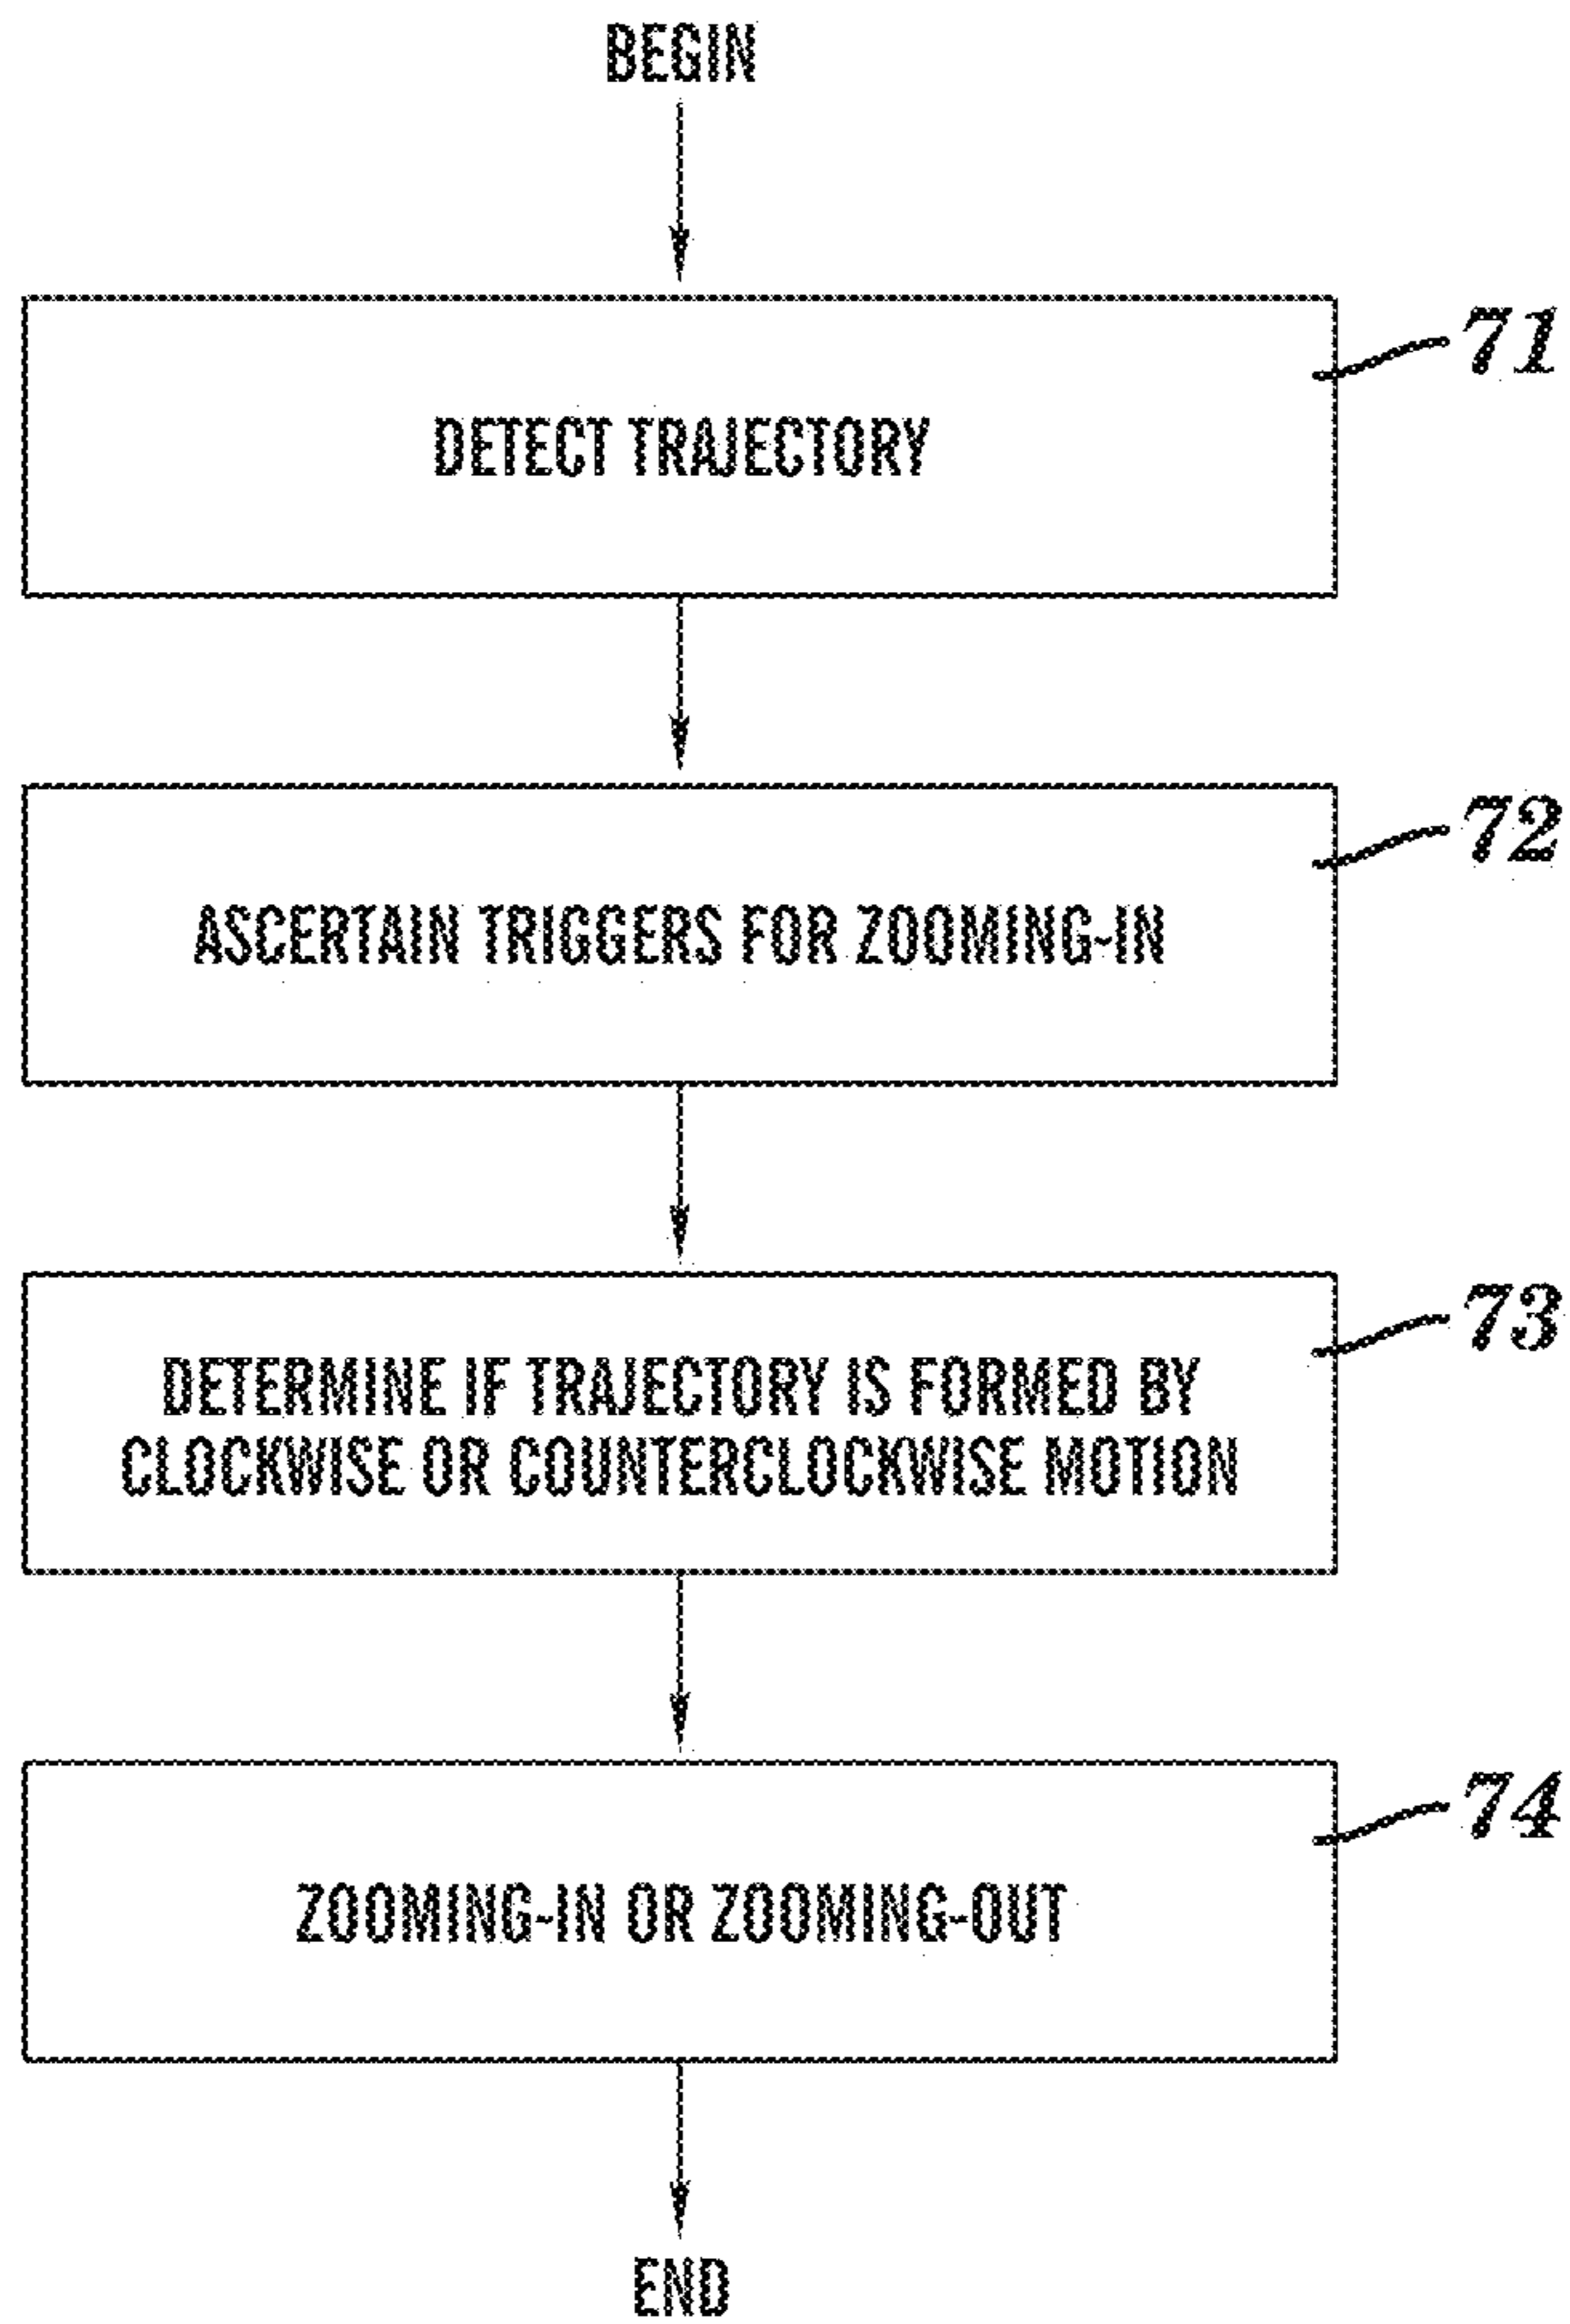 BEGIN
71
DETECT TRAJECTORY
72
ASCERTAIN TRIGGERS FOR ZOOMING-IN
73
DETERMINE IF TRAJECTORY IS FORMED BY
CLOCKWISE OR COUNTERCLOCKWISE MOTION
74
ZOOMING-IN OR ZOOMING-OUT
END